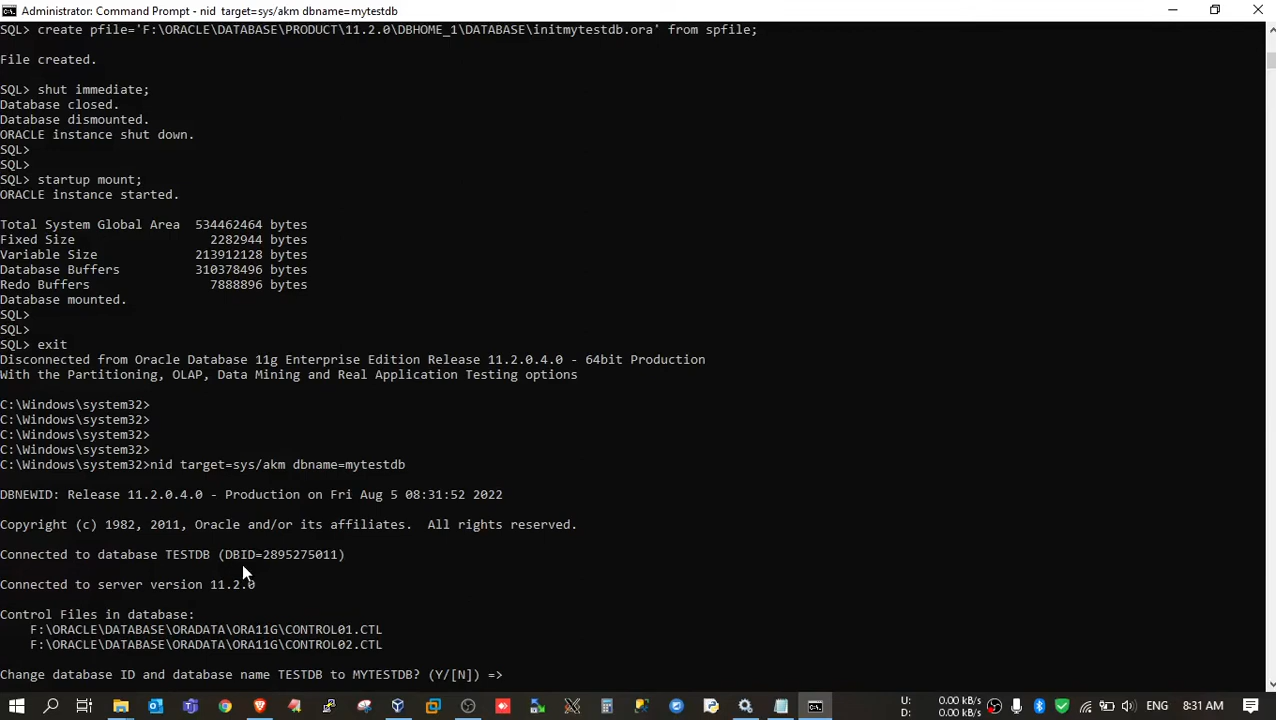 Administrator: Command Prompt - nid target=sys/akm dbname=mytestdb
SQL> create pfile='F:\ORACLE\DATABASE\PRODUCT\11.2.0\DBHOME_1\DATABASE\initmytestdb.ora' from spfile;
File created.
SQL> shut immediate;
Database closed.
Database dismounted.
ORACLE instance shut down.
SQL>
SQL>
SQL> startup mount;
ORACLE instance started.
Total System Global Area 534462464 bytes
Fixed Size 2282944 bytes
Variable Size 213912128 bytes
Database Buffers 310378496 bytes
Redo Buffers 7888896 bytes
Database mounted.
SQL>
SQL>
SQL> exit
Disconnected from Oracle Database 11g Enterprise Edition Release 11.2.0.4.0 - 64bit Production
With the Partitioning, OLAP, Data Mining and Real Application Testing options
C:\Windows\system32>
C:\Windows\system32>
C:\Windows\system32>
C:\Windows\system32>
C:\Windows\system32>nid target=sys/akm dbname=mytestdb
DBNEWID: Release 11.2.0.4.0 - Production on Fri Aug 5 08:31:52 2022
Copyright (c) 1982, 2011, Oracle and/or its affiliates. All rights reserved.
Connected to database TESTDB (DBID=2895275011)
Connected to server version 11.2.0
Control Files in database:
F:\ORACLE\DATABASE\ORADATA\ORA11G\CONTROL01.CTL
F:\ORACLE\DATABASE\ORADATA\ORA11G\CONTROL02.CTL
Change database ID and database name TESTDB to MYTESTDB? (Y/[N]) =>
U: 0.00 kB/s
D: 0.00 kB/s
ENG
8:31 AM